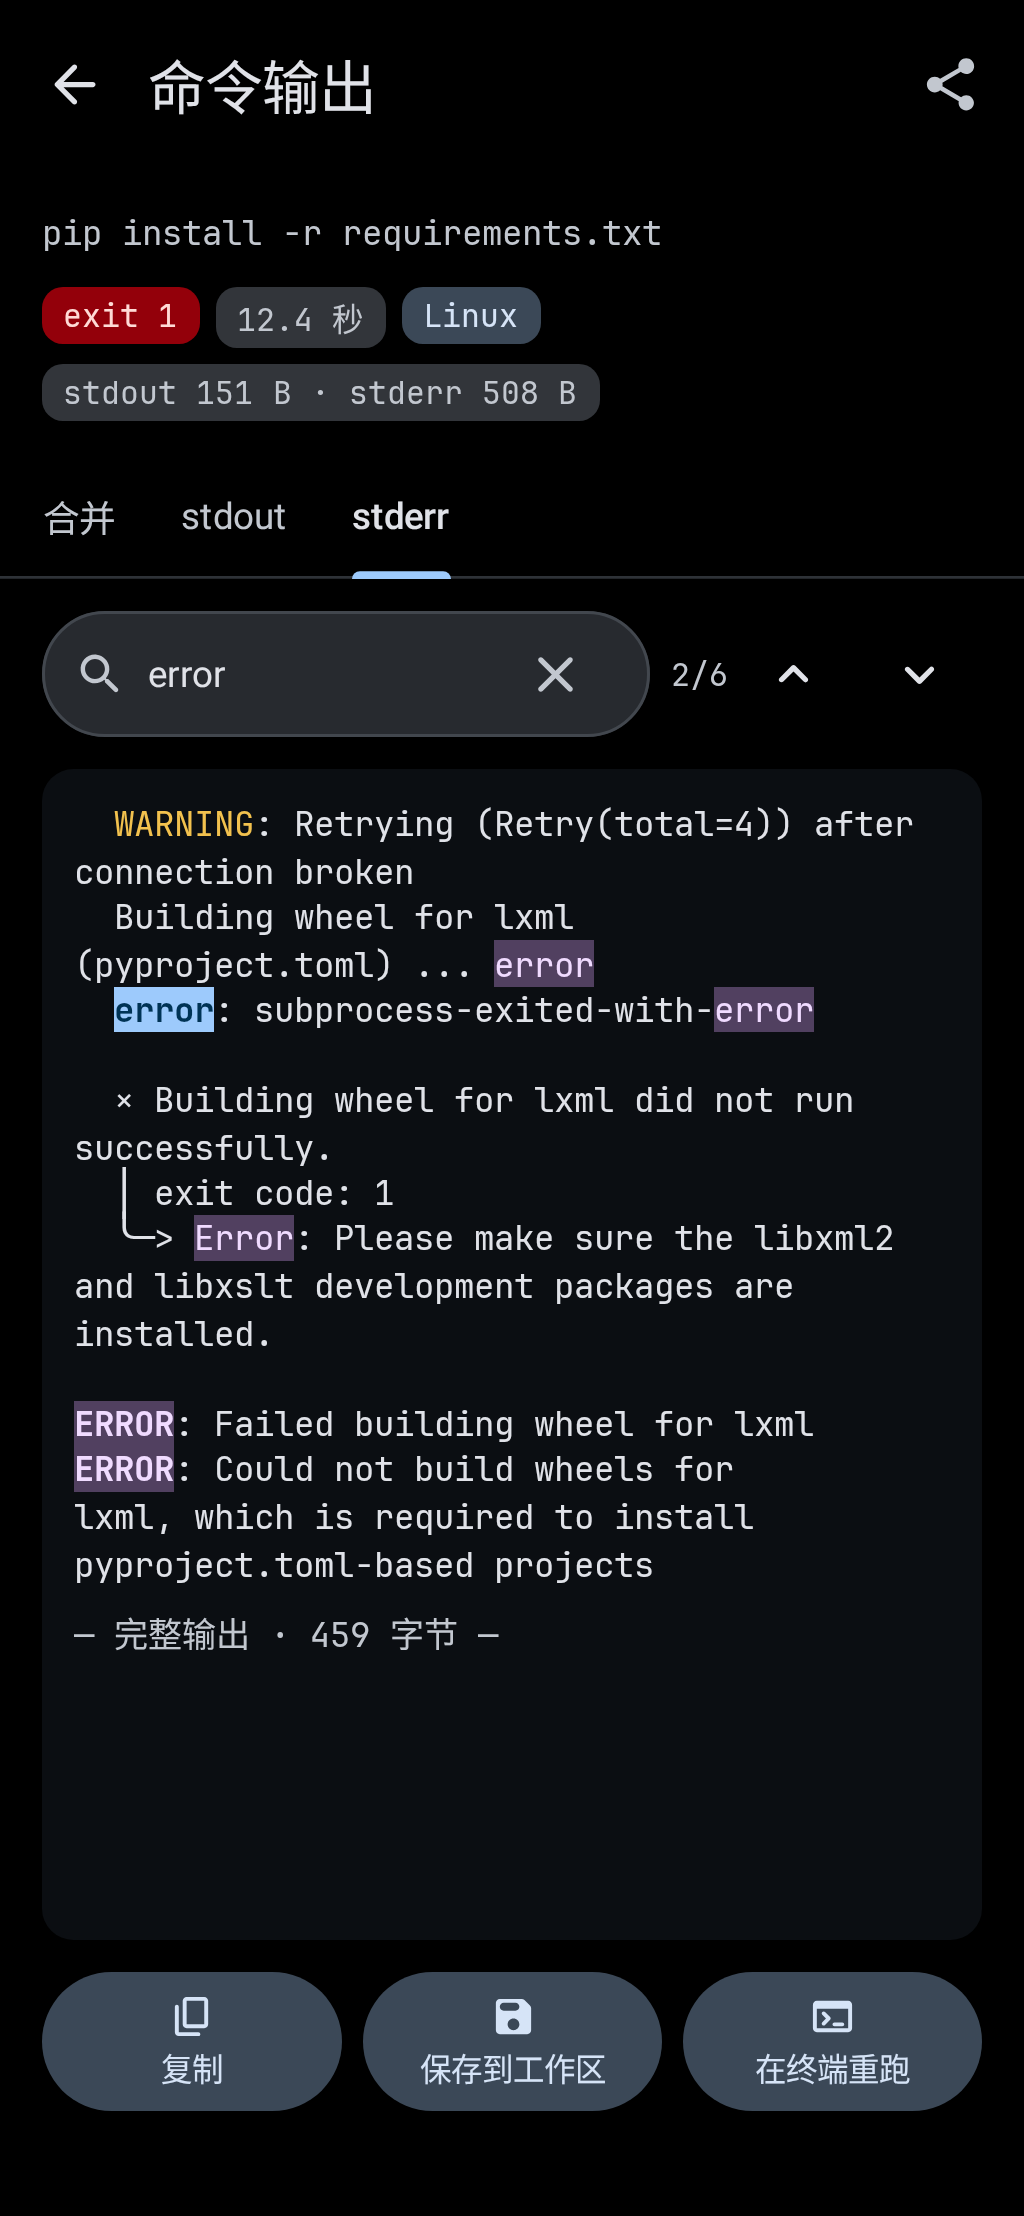 命令输出
pip install -r requirements.txt
exit 1
12.4 秒
Linux
stdout 151 B · stderr 508 B
合并
stdout
stderr
error
2/6
WARNING: Retrying (Retry(total=4)) after
connection broken
Building wheel for lxml
(pyproject.toml) ... error
error: subprocess-exited-with-error
× Building wheel for lxml did not run
successfully.
│ exit code: 1
╰─> Error: Please make sure the libxml2
and libxslt development packages are
installed.
ERROR: Failed building wheel for lxml
ERROR: Could not build wheels for
lxml, which is required to install
pyproject.toml-based projects
— 完整输出 · 459 字节 —
复制
保存到工作区
在终端重跑